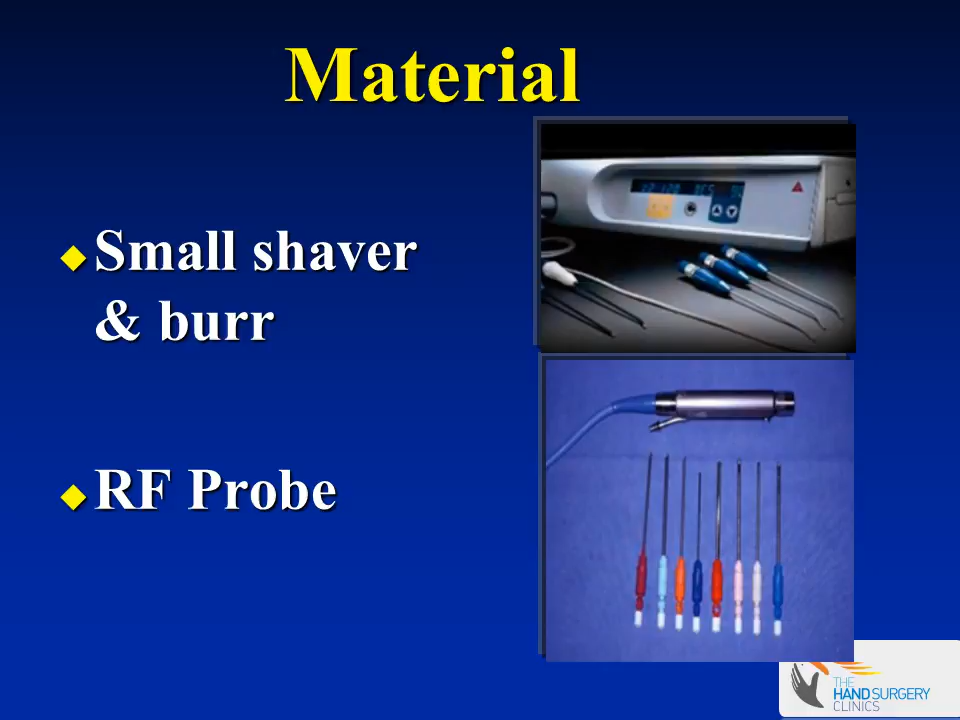 Material
Small shaver
& burr
RF Probe
THE
HAND SURGERY
CLINICS